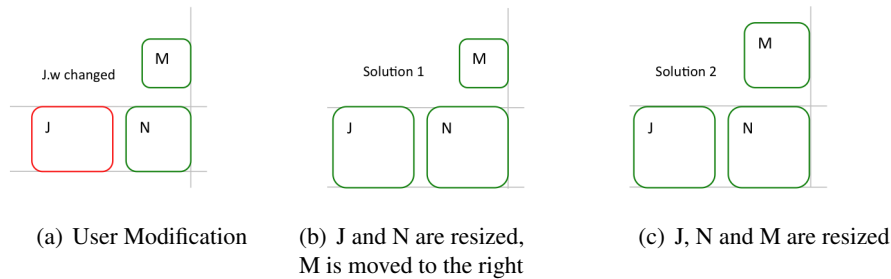 M
J.w changed
J
N
M
Solution 1
J
N
M
Solution 2
J
N
(a) User Modification
(b) J and N are resized,
M is moved to the right
(c) J, N and M are resized